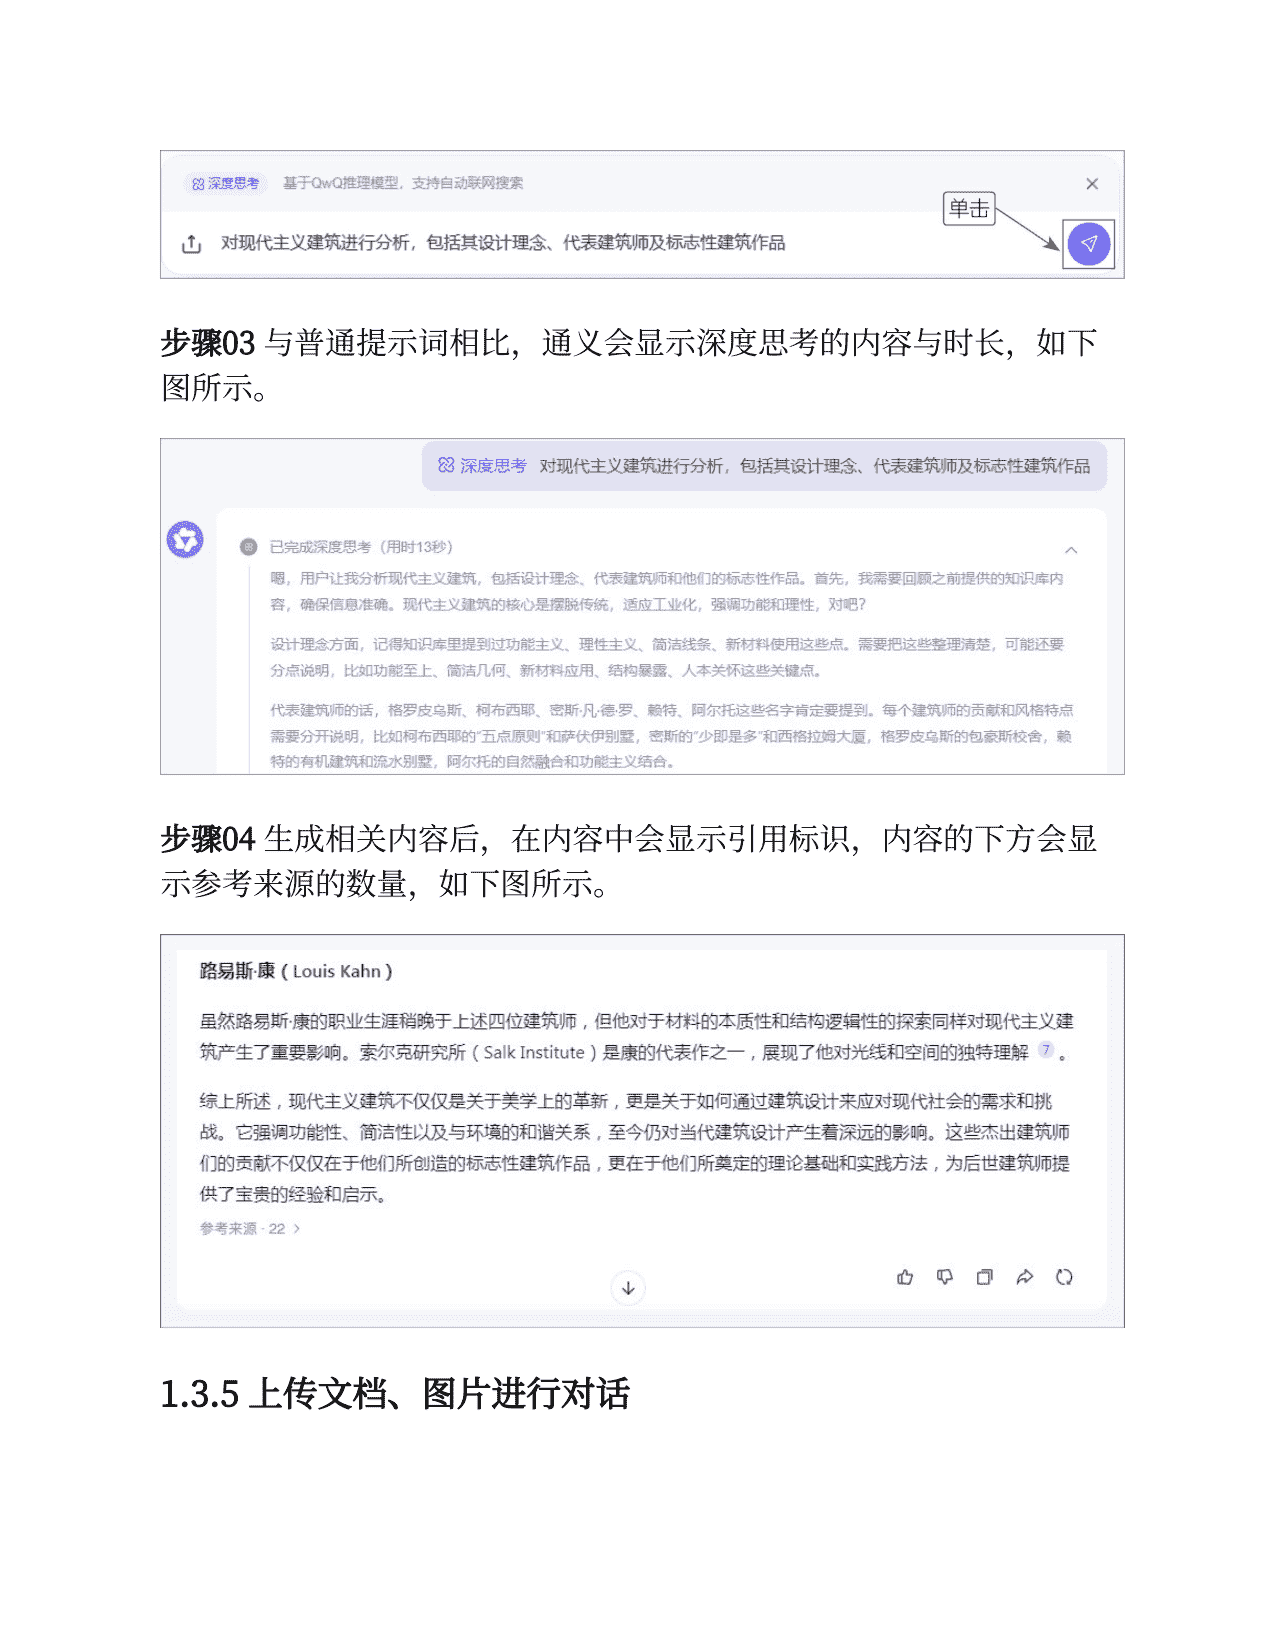 深度思考 基于QwQ推理模型，支持自动联网搜索
单击
对现代主义建筑进行分析，包括其设计理念、代表建筑师及标志性建筑作品
步骤03 与普通提示词相比，通义会显示深度思考的内容与时长，如下
图所示。
深度思考 对现代主义建筑进行分析，包括其设计理念、代表建筑师及标志性建筑作品
已完成深度思考（用时13秒）
嗯，用户让我分析现代主义建筑，包括设计理念、代表建筑师和他们的标志性作品。首先，我需要回顾之前提供的知识库内
容，确保信息准确。现代主义建筑的核心是摆脱传统，适应工业化，强调功能和理性，对吧？
设计理念方面，记得知识库里提到过功能主义、理性主义、简洁线条、新材料使用这些点。需要把这些整理清楚，可能还要
分点说明，比如功能至上、简洁几何、新材料应用、结构暴露、人本关怀这些关键点。
代表建筑师的话，格罗皮乌斯、柯布西耶、密斯·凡·德·罗、赖特、阿尔托这些名字肯定要提到。每个建筑师的贡献和风格特点
需要分开说明，比如柯布西耶的“五点原则”和萨伏伊别墅，密斯的“少即是多”和西格拉姆大厦，格罗皮乌斯的包豪斯校舍，赖
特的有机建筑和流水别墅，阿尔托的自然融合和功能主义结合。
步骤04 生成相关内容后，在内容中会显示引用标识，内容的下方会显
示参考来源的数量，如下图所示。
路易斯·康（Louis Kahn）
虽然路易斯·康的职业生涯稍晚于上述四位建筑师，但他对于材料的本质性和结构逻辑性的探索同样对现代主义建
筑产生了重要影响。索尔克研究所（Salk Institute）是康的代表作之一，展现了他对光线和空间的独特理解 7 。
综上所述，现代主义建筑不仅仅是关于美学上的革新，更是关于如何通过建筑设计来应对现代社会的需求和挑
战。它强调功能性、简洁性以及与环境的和谐关系，至今仍对当代建筑设计产生着深远的影响。这些杰出建筑师
们的贡献不仅仅在于他们所创造的标志性建筑作品，更在于他们所奠定的理论基础和实践方法，为后世建筑师提
供了宝贵的经验和启示。
参考来源 · 22 >
1.3.5 上传文档、图片进行对话